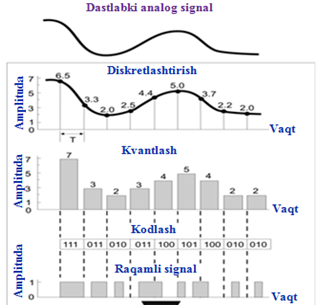 Dastlabki analog signal
Diskretlashtirish
Amplituda
7
5
3
1
0
6.5
3.3
2.0
2.5
4.4
5.0
3.7
2.2
2.0
T
Vaqt
Kvantlash
Amplituda
7
5
3
1
0
7
3
2
3
4
5
4
2
2
Vaqt
Kodlash
111 011 010 011 100 101 100 010 010
Raqamli signal
Amplituda
1
Vaqt